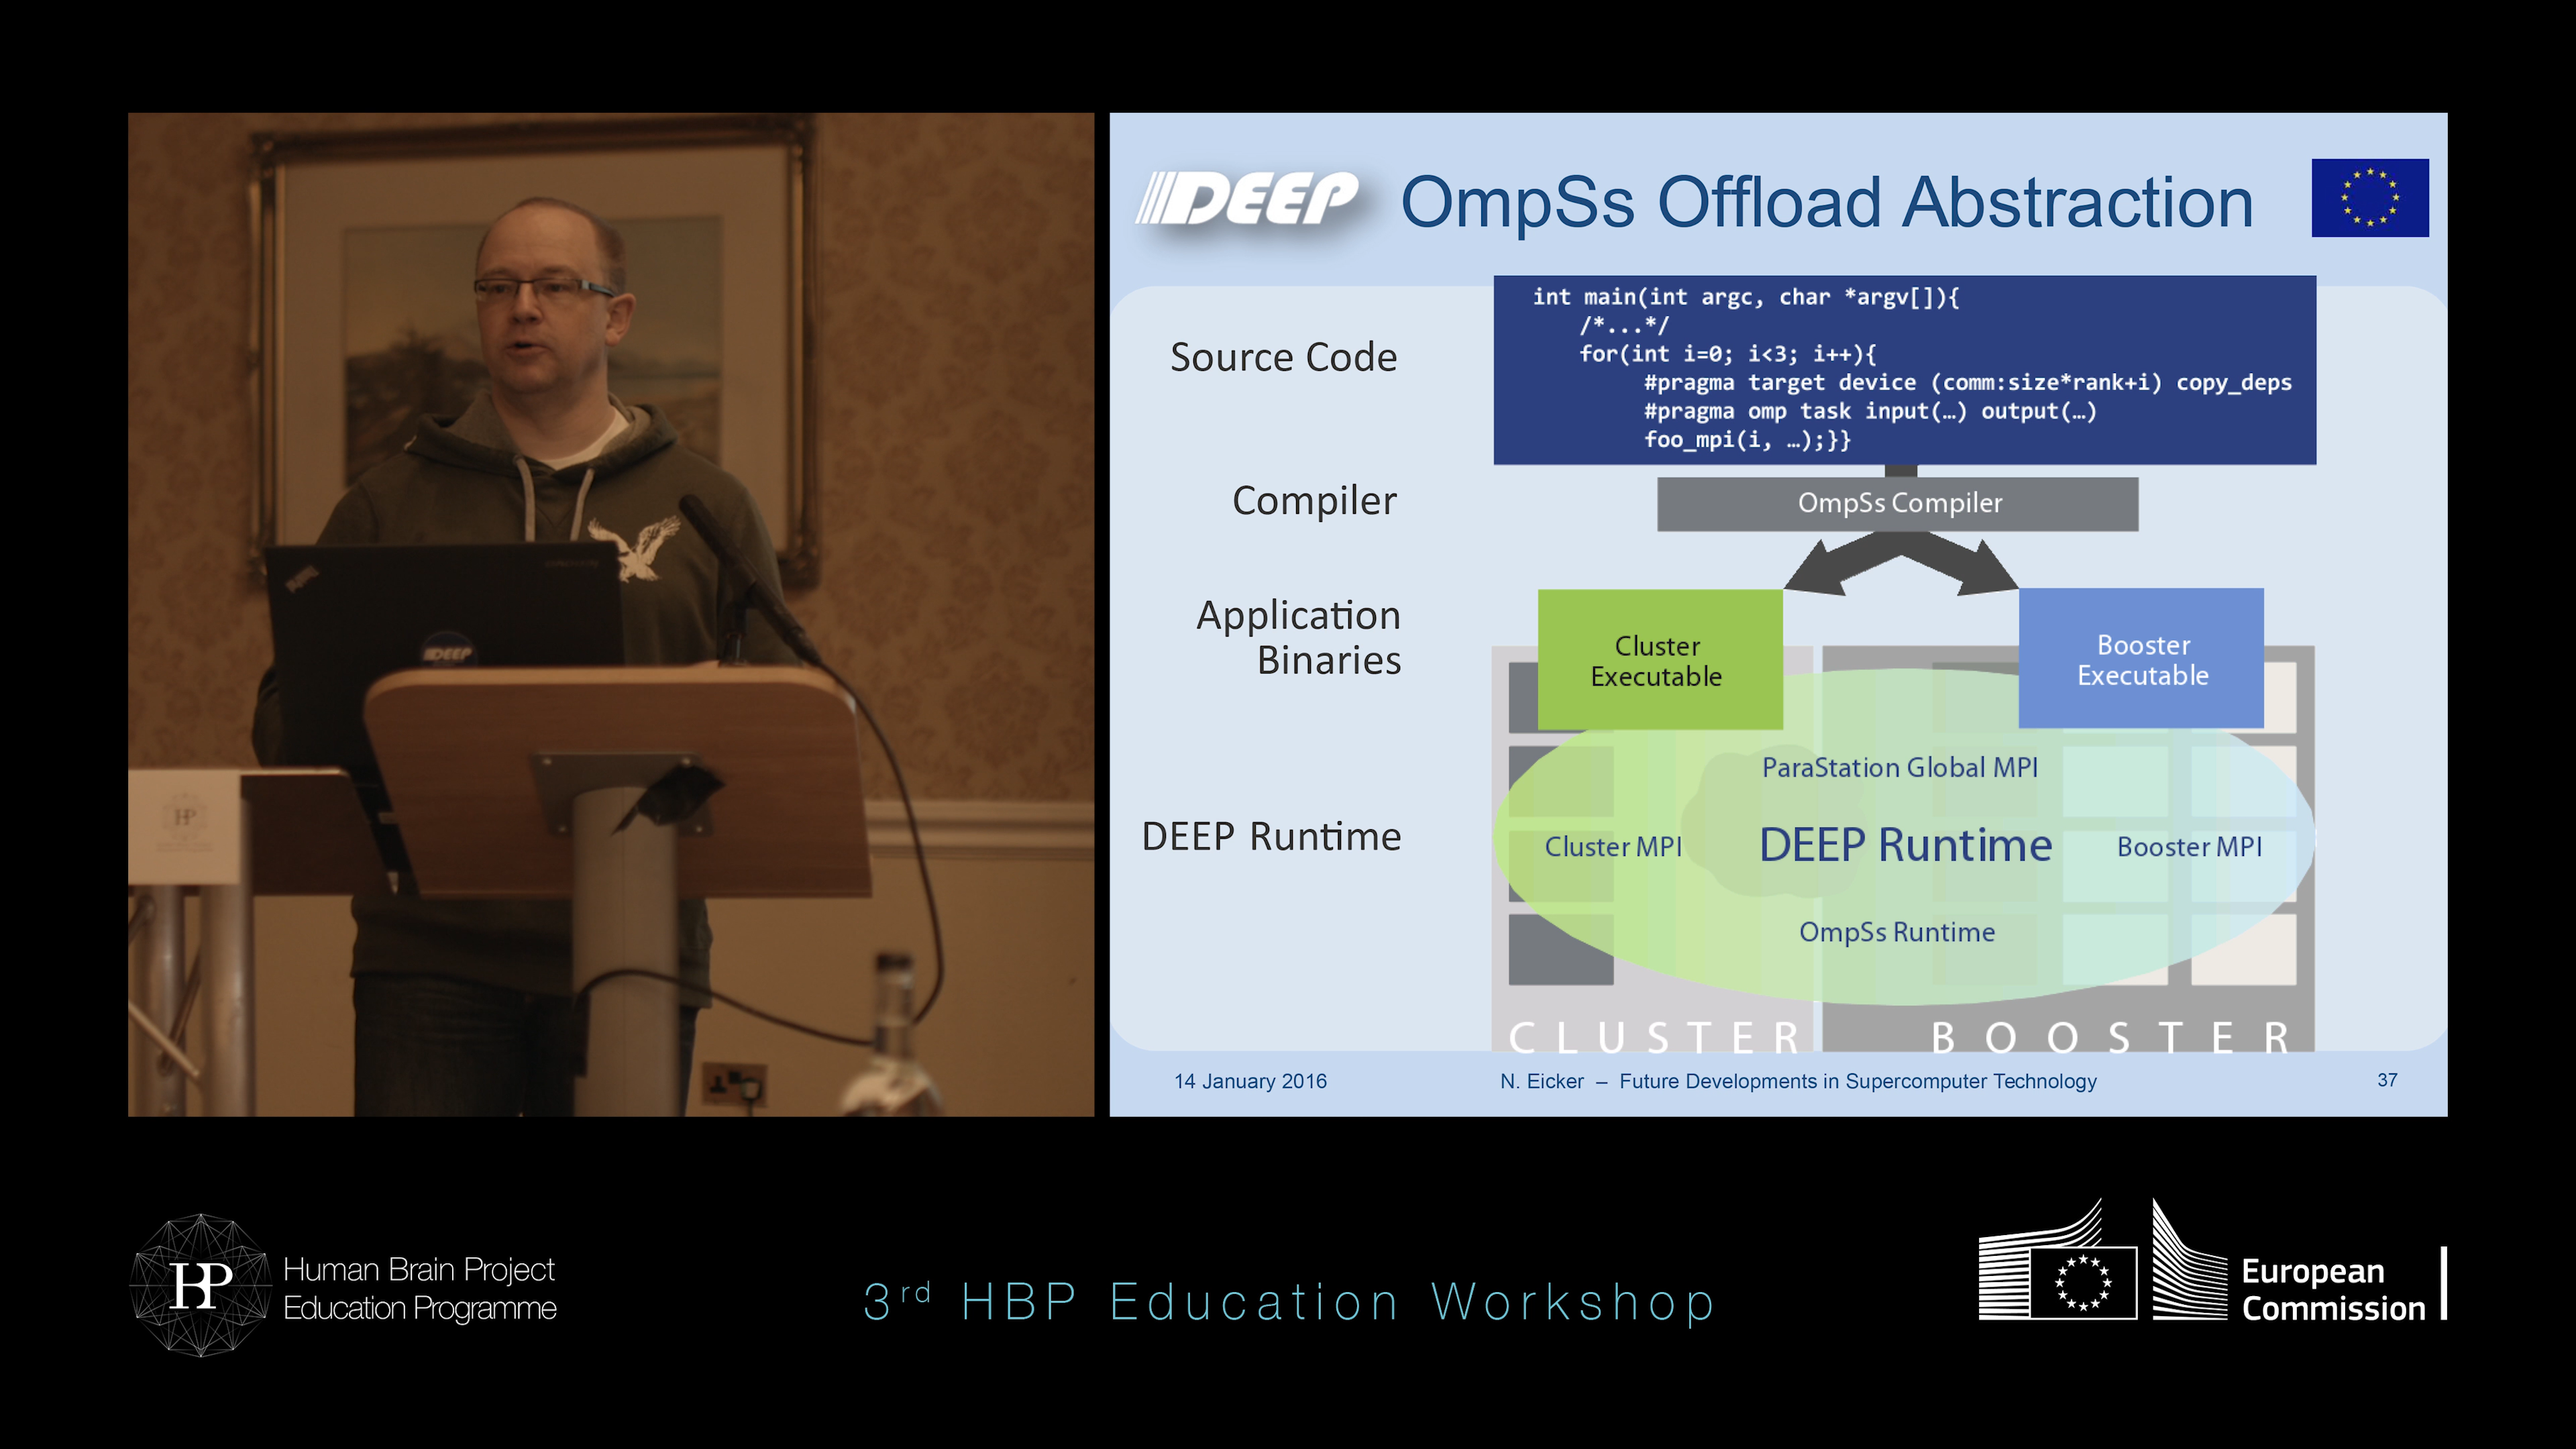 DEEP
DEEP OmpSs Offload Abstraction
Source Code
int main(int argc, char *argv[]){
/*...*/
for(int i=0; i<3; i++){
#pragma target device (comm:size*rank+i) copy_deps
#pragma omp task input(…) output(…)
foo_mpi(i, …);}}
Compiler
OmpSs Compiler
Application
Binaries
Cluster
Executable
Booster
Executable
DEEP Runtime
ParaStation Global MPI
Cluster MPI
DEEP Runtime
Booster MPI
OmpSs Runtime
CLUSTER
BOOSTER
14 January 2016
N. Eicker – Future Developments in Supercomputer Technology
37
HP
Human Brain Project
Education Programme
3rd HBP Education Workshop
European
Commission